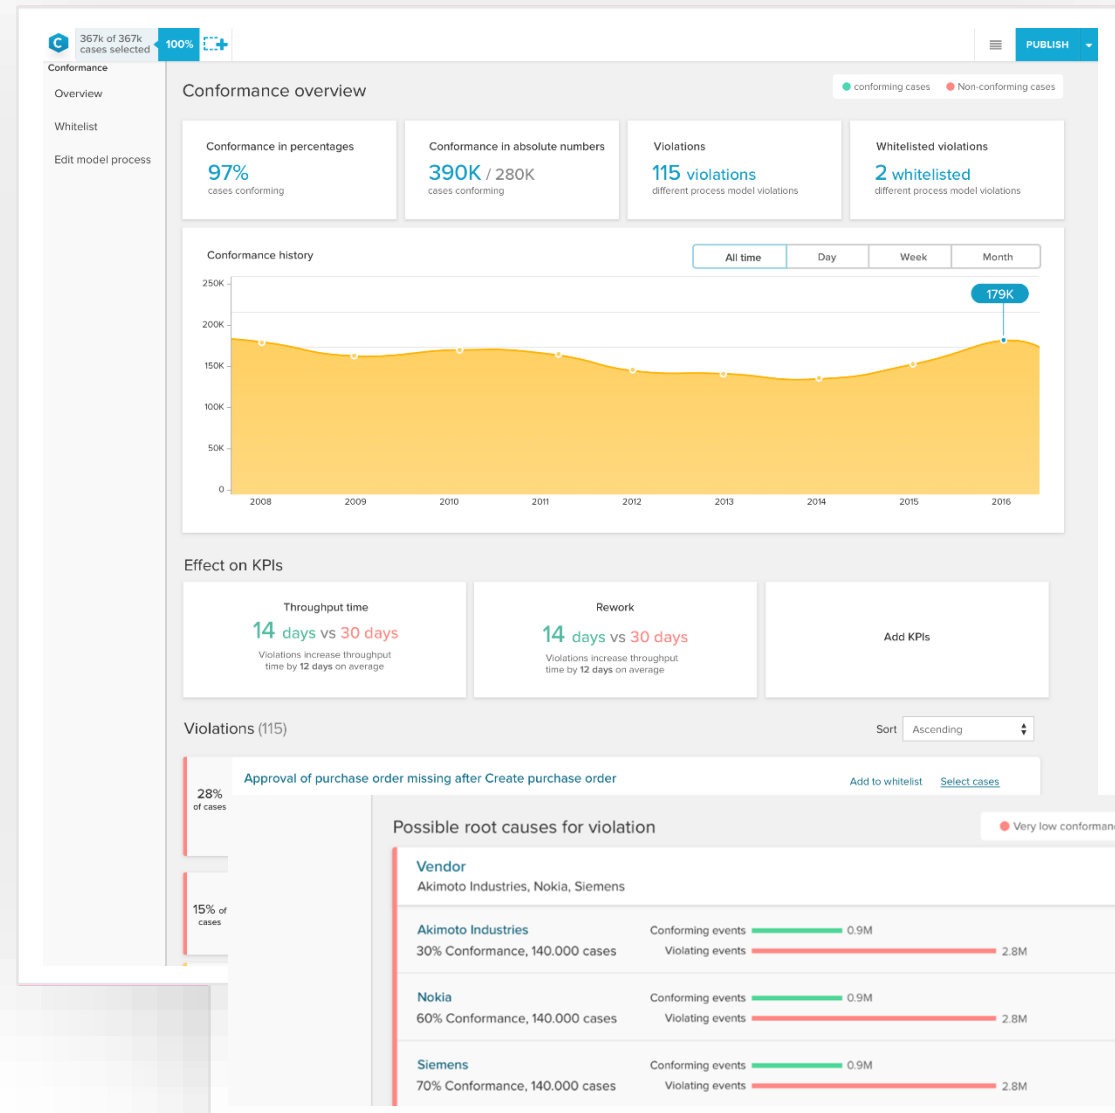 C
367k of 367k
cases selected
100%
PUBLISH
Conformance
Overview
Whitelist
Edit model process
Conformance overview
conforming cases
Non-conforming cases
Conformance in percentages
97%
cases conforming
Conformance in absolute numbers
390K / 280K
cases conforming
Violations
115 violations
different process model violations
Whitelisted violations
2 whitelisted
different process model violations
Conformance history
All time
Day
Week
Month
179K
250K
200K
150K
100K
50K
0
2008
2009
2010
2011
2012
2013
2014
2015
2016
Effect on KPIs
Throughput time
14 days vs 30 days
Violations increase throughput
time by 12 days on average
Rework
14 days vs 30 days
Violations increase throughput
time by 12 days on average
Add KPIs
Violations (115)
Sort
Ascending
28%
of cases
Approval of purchase order missing after Create purchase order
Add to whitelist
Select cases
15% of
cases
Possible root causes for violation
Very low conforman
Vendor
Akimoto Industries, Nokia, Siemens
Akimoto Industries
30% Conformance, 140.000 cases
Conforming events
0.9M
Violating events
2.8M
Nokia
60% Conformance, 140.000 cases
Conforming events
0.9M
Violating events
2.8M
Siemens
70% Conformance, 140.000 cases
Conforming events
0.9M
Violating events
2.8M